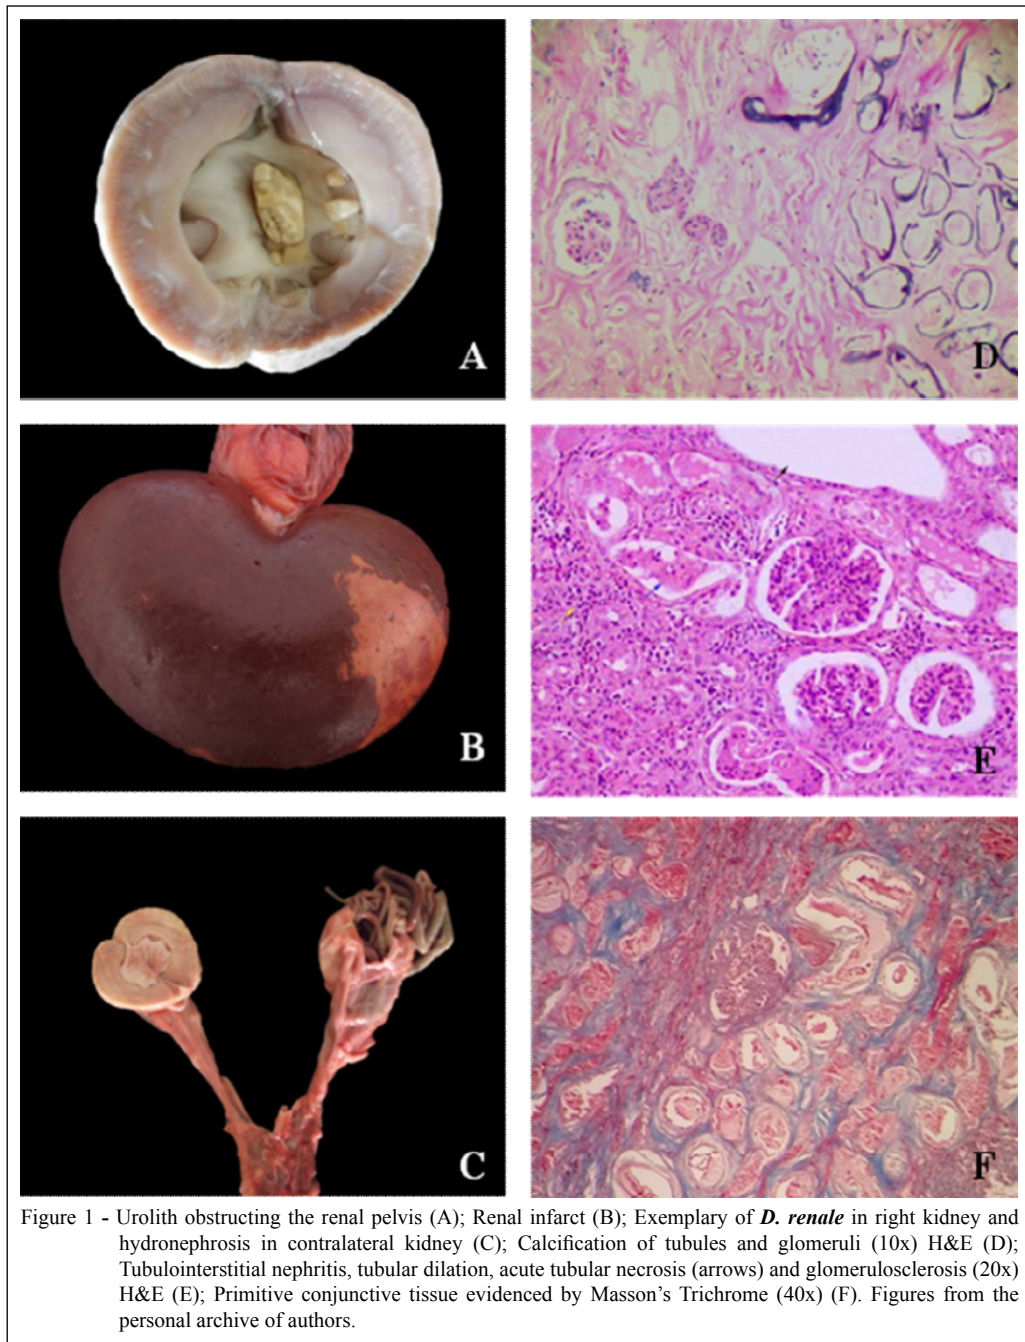 A
D
B
E
C
F
Figure 1 - Urolith obstructing the renal pelvis (A); Renal infarct (B); Exemplary of D. renale in right kidney and
hydronephrosis in contralateral kidney (C); Calcification of tubules and glomeruli (10x) H&E (D);
Tubulointerstitial nephritis, tubular dilation, acute tubular necrosis (arrows) and glomerulosclerosis (20x)
H&E (E); Primitive conjunctive tissue evidenced by Masson's Trichrome (40x) (F). Figures from the
personal archive of authors.